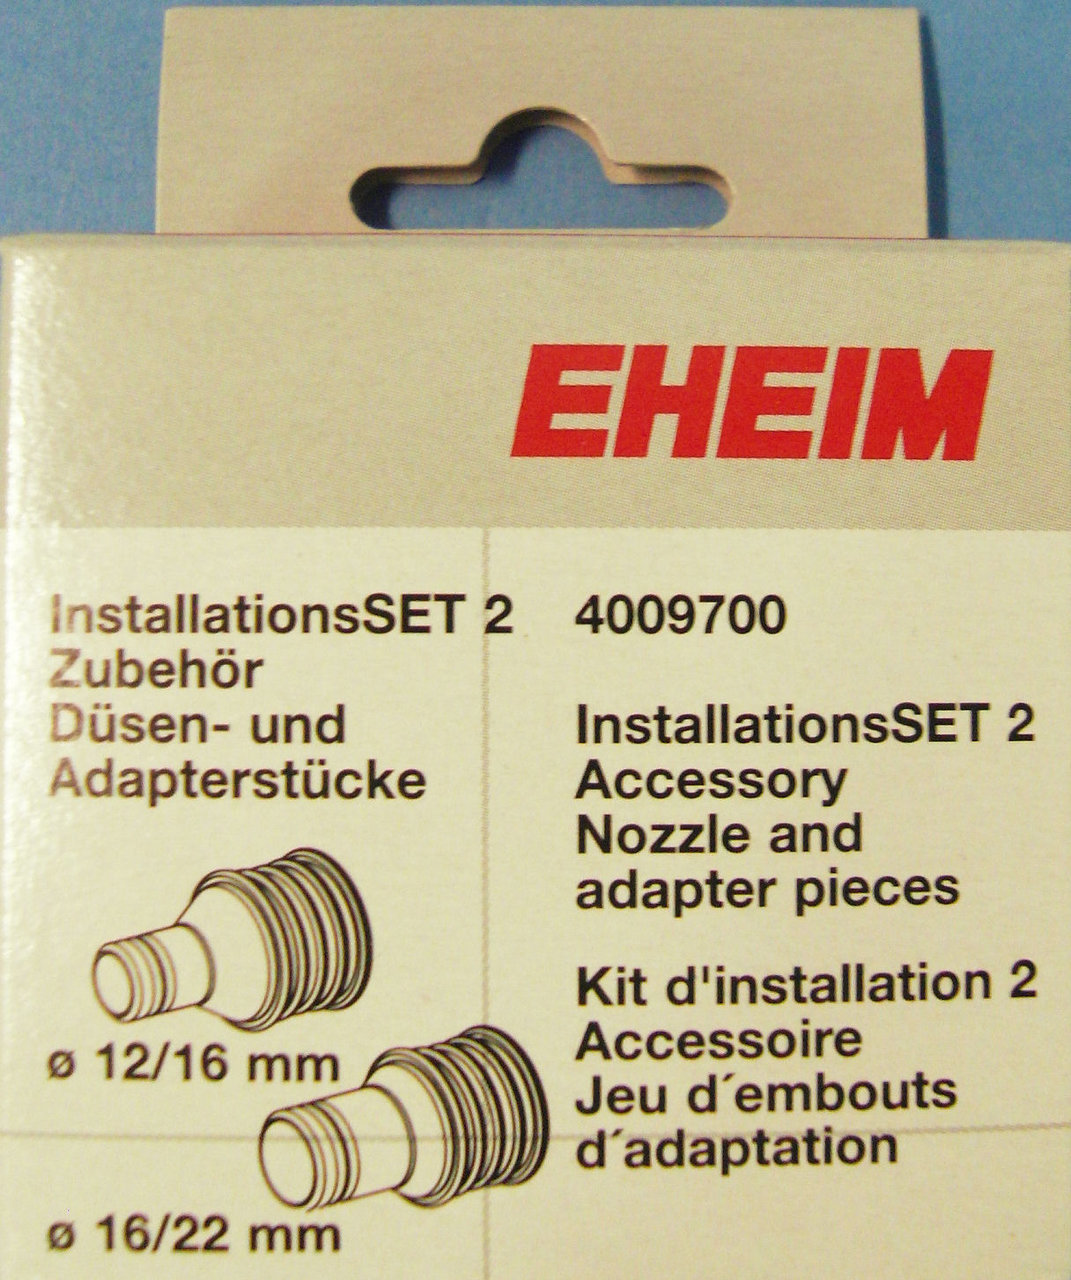 EHEIM
InstallationsSET 2
Zubehör
Düsen- und
Adapterstücke
ø 12/16 mm
ø 16/22 mm
4009700
InstallationsSET 2
Accessory
Nozzle and
adapter pieces
Kit d'installation 2
Accessoire
Jeu d´embouts
d´adaptation